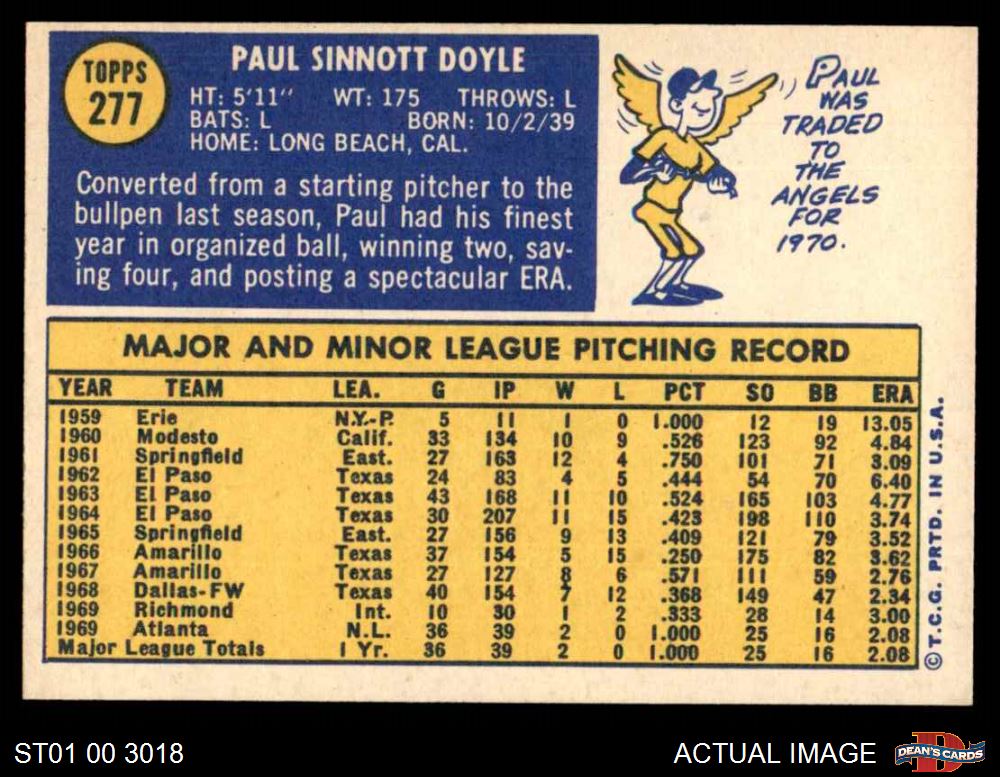 TOPPS
277
PAUL SINNOTT DOYLE
HT: 5'11" WT: 175 THROWS: L
BATS: L BORN: 10/2/39
HOME: LONG BEACH, CAL.
Converted from a starting pitcher to the
bullpen last season, Paul had his finest
year in organized ball, winning two, sav-
ing four, and posting a spectacular ERA.
PAUL
WAS
TRADED
TO
THE
ANGELS
FOR
1970.
MAJOR AND MINOR LEAGUE PITCHING RECORD
YEAR TEAM LEA. G IP W L PCT SO BB ERA
1959 Erie N.Y.-P. 5 11 1 0 1.000 12 19 13.05
1960 Modesto Calif. 33 134 10 9 .526 123 92 4.84
1961 Springfield East. 27 163 12 4 .750 101 71 3.09
1962 El Paso Texas 24 83 4 5 .444 54 70 6.40
1963 El Paso Texas 43 168 11 10 .524 165 103 4.77
1964 El Paso Texas 30 207 11 15 .423 198 110 3.74
1965 Springfield East. 27 156 9 13 .409 121 79 3.52
1966 Amarillo Texas 37 154 5 15 .250 175 82 3.62
1967 Amarillo Texas 27 127 8 6 .571 111 59 2.76
1968 Dallas-FW Texas 40 154 7 12 .368 149 47 2.34
1969 Richmond Int. 10 30 1 2 .333 28 14 3.00
1969 Atlanta N.L. 36 39 2 0 1.000 25 16 2.08
Major League Totals 1 Yr. 36 39 2 0 1.000 25 16 2.08
©T.C.G. PRTD. IN U.S.A.
ST01 00 3018
ACTUAL IMAGE
D
DEAN'S CARDS